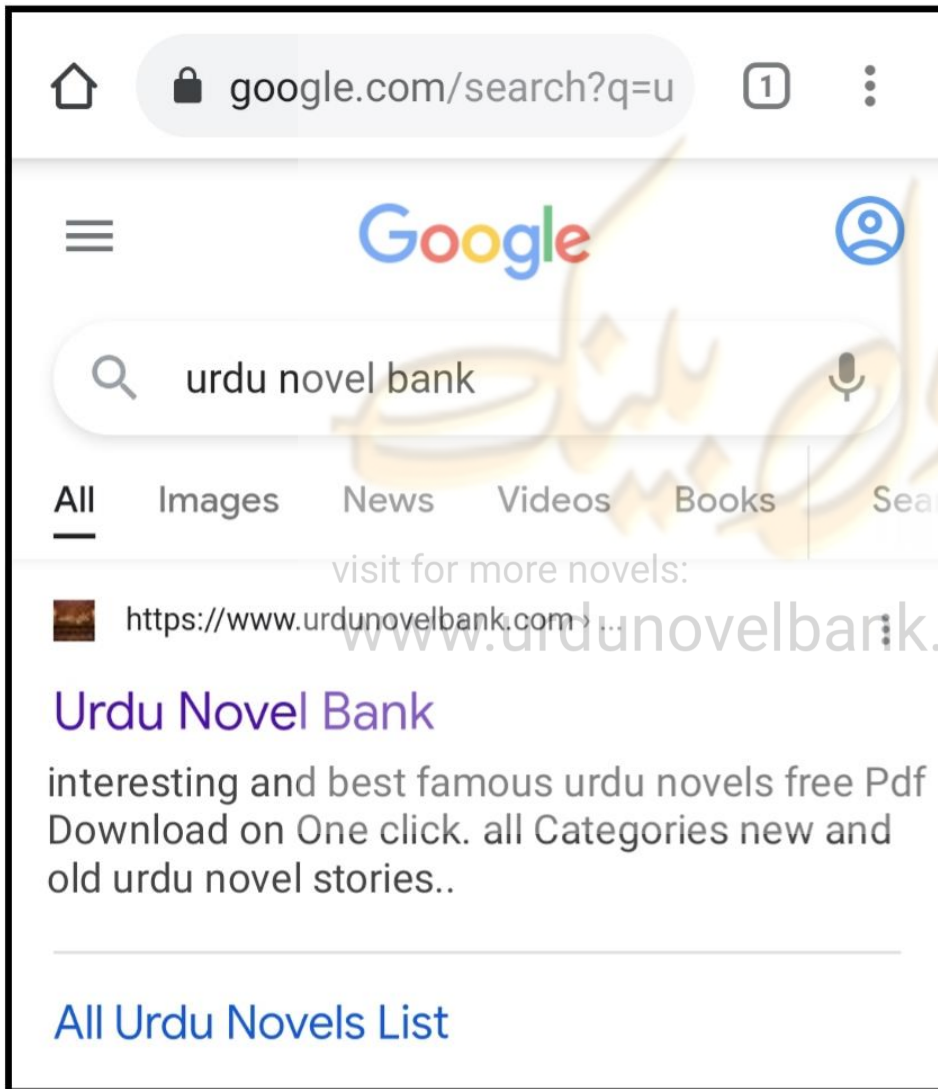 google.com/search?q=u
1
Google
urdu novel bank
All Images News Videos Books Sea
visit for more novels:
https://www.urdunovelbank.com › ...
www.urdunovelbank.
Urdu Novel Bank
interesting and best famous urdu novels free Pdf
Download on One click. all Categories new and
old urdu novel stories..
All Urdu Novels List